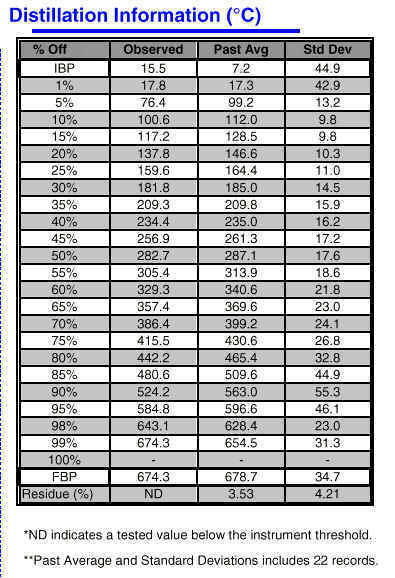 Distillation Information (°C)
% Off Observed Past Avg Std Dev
IBP 15.5 7.2 44.9
1% 17.8 17.3 42.9
5% 76.4 99.2 13.2
10% 100.6 112.0 9.8
15% 117.2 128.5 9.8
20% 137.8 146.6 10.3
25% 159.6 164.4 11.0
30% 181.8 185.0 14.5
35% 209.3 209.8 15.9
40% 234.4 235.0 16.2
45% 256.9 261.3 17.2
50% 282.7 287.1 17.6
55% 305.4 313.9 18.6
60% 329.3 340.6 21.8
65% 357.4 369.6 23.0
70% 386.4 399.2 24.1
75% 415.5 430.6 26.8
80% 442.2 465.4 32.8
85% 480.6 509.6 44.9
90% 524.2 563.0 55.3
95% 584.8 596.6 46.1
98% 643.1 628.4 23.0
99% 674.3 654.5 31.3
100% - - -
FBP 674.3 678.7 34.7
Residue (%) ND 3.53 4.21
*ND indicates a tested value below the instrument threshold.
**Past Average and Standard Deviations includes 22 records.